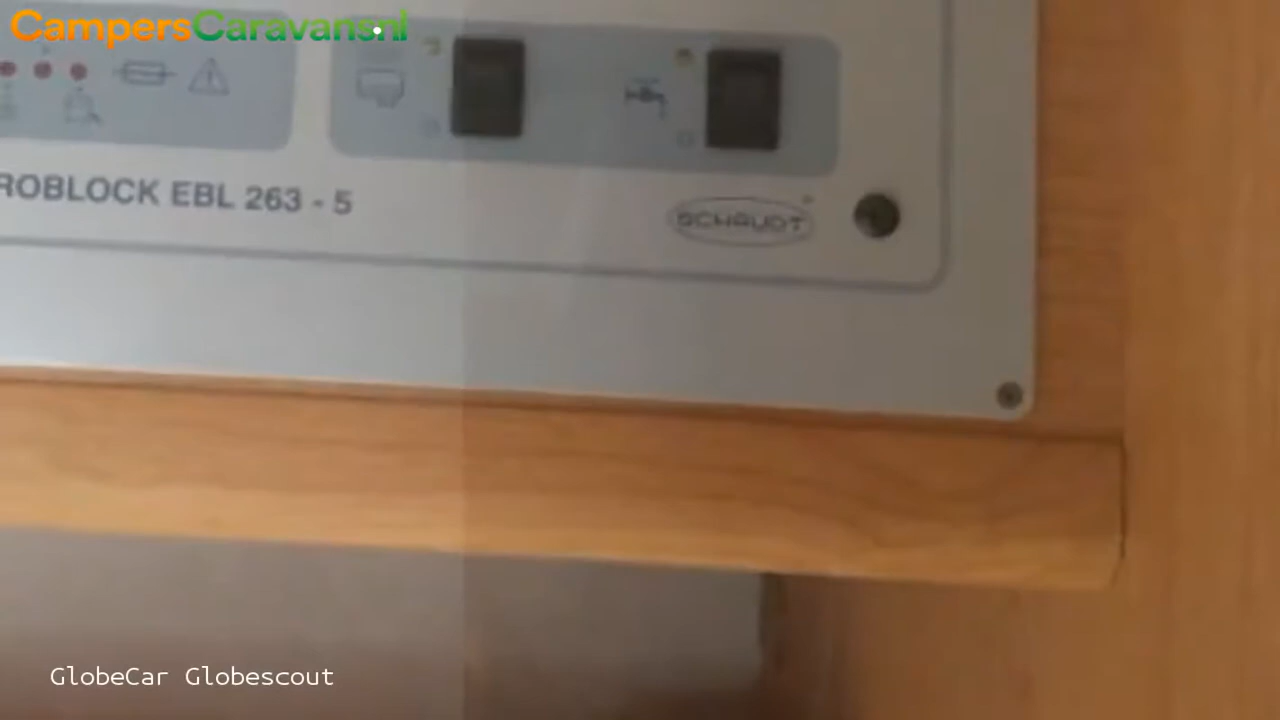 CampersCaravans.nl
ROBLOCK EBL 263 - 5
SCHAUDT
GlobeCar Globescout